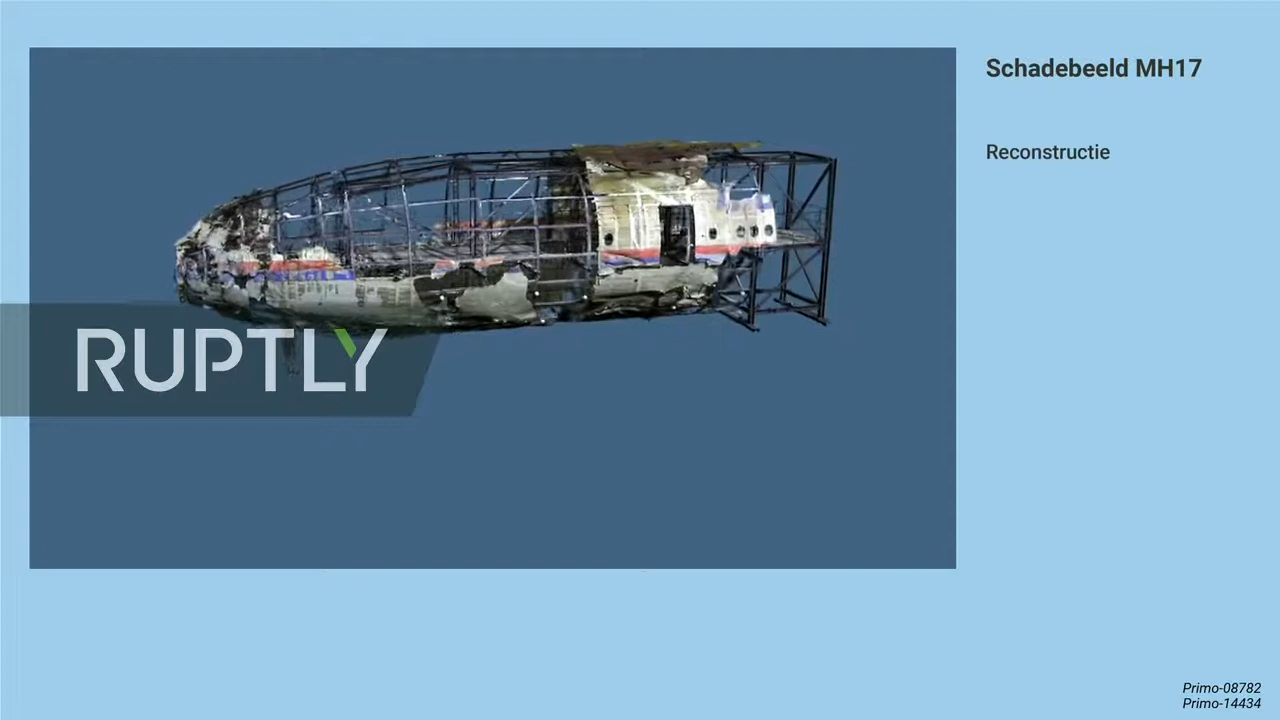 Schadebeeld MH17
Reconstructie
RUPTLY
Primo-08782
Primo-14434